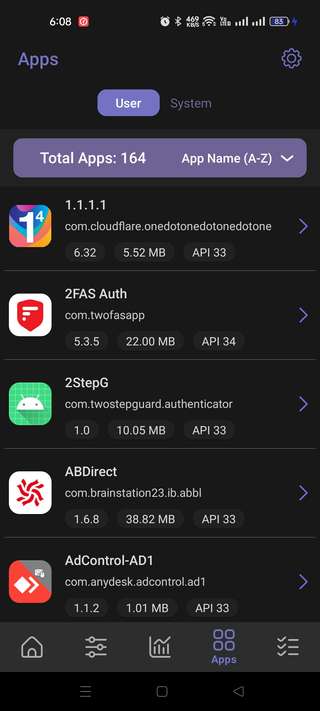 6:08
469 KB/S
Vo LTE
83
Apps
User
System
Total Apps: 164
App Name (A-Z)
1.1.1.1
com.cloudflare.onedotonedotonedotone
6.32
5.52 MB
API 33
2FAS Auth
com.twofasapp
5.3.5
22.00 MB
API 34
2StepG
com.twostepguard.authenticator
1.0
10.05 MB
API 33
ABDirect
com.brainstation23.ib.abbl
1.6.8
38.82 MB
API 33
AdControl-AD1
com.anydesk.adcontrol.ad1
1.1.2
1.01 MB
API 33
Apps